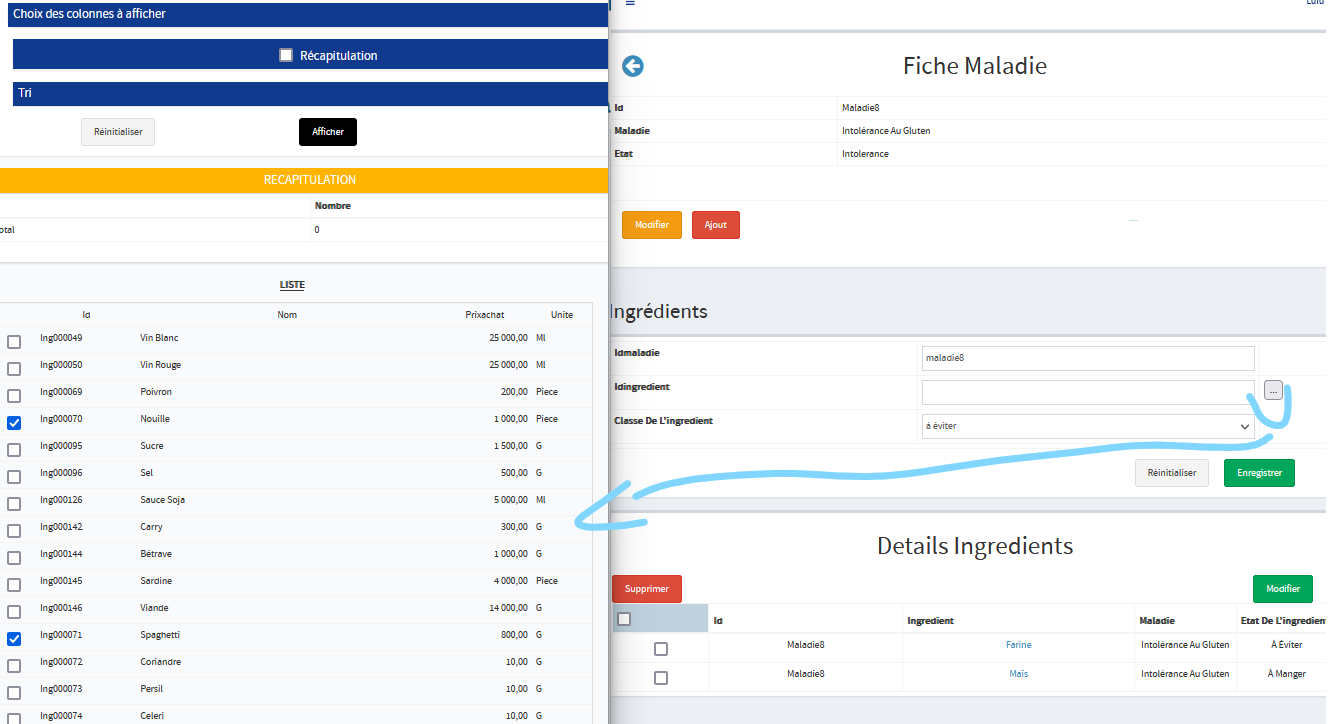 Choix des colonnes à afficher
Récapitulation
Tri
Réinitialiser Afficher
RECAPITULATION
Nombre
otal 0
LISTE
Id Nom Prixachat Unite
Ing000049 Vin Blanc 25 000,00 Ml
Ing000050 Vin Rouge 25 000,00 Ml
Ing000069 Poivron 200,00 Piece
Ing000070 Nouille 1 000,00 Piece
Ing000095 Sucre 1 500,00 G
Ing000096 Sel 500,00 G
Ing000126 Sauce Soja 5 000,00 Ml
Ing000142 Carry 300,00 G
Ing000144 Bétrave 1 000,00 G
Ing000145 Sardine 4 000,00 Piece
Ing000146 Viande 14 000,00 G
Ing000071 Spaghetti 800,00 G
Ing000072 Coriandre 10,00 G
Ing000073 Persil 10,00 G
Ing000074 Celeri 10,00 G
Fiche Maladie
Id Maladie8
Maladie Intolérance Au Gluten
Etat Intolerance
Modifier Ajout
Ingrédients
Idmaladie maladie8
Idingredient ...
Classe De L'ingredient à éviter
Réinitialiser Enregistrer
Details Ingredients
Supprimer Modifier
Id Ingredient Maladie Etat De L'ingredient
Maladie8 Farine Intolérance Au Gluten À Éviter
Maladie8 Maïs Intolérance Au Gluten À Manger